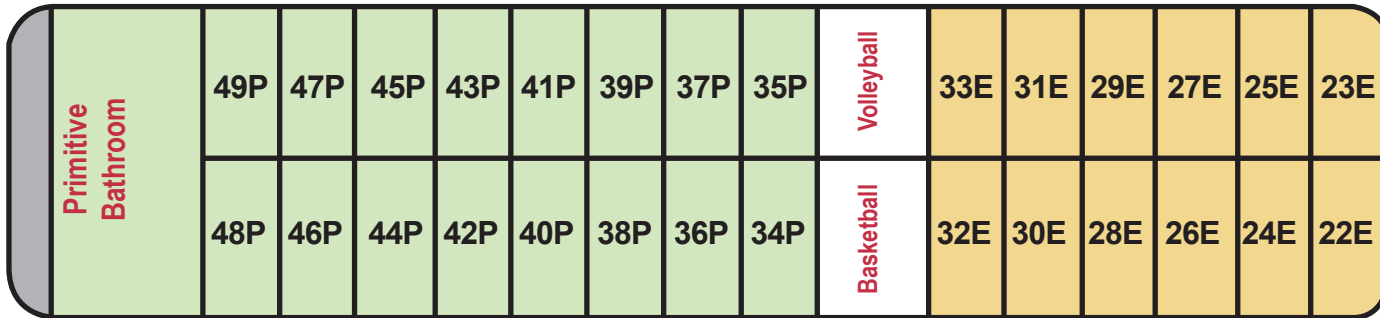 Primitive
Bathroom
49P 47P 45P 43P 41P 39P 37P 35P
Volleyball
33E 31E 29E 27E 25E 23E
48P 46P 44P 42P 40P 38P 36P 34P
Basketball
32E 30E 28E 26E 24E 22E